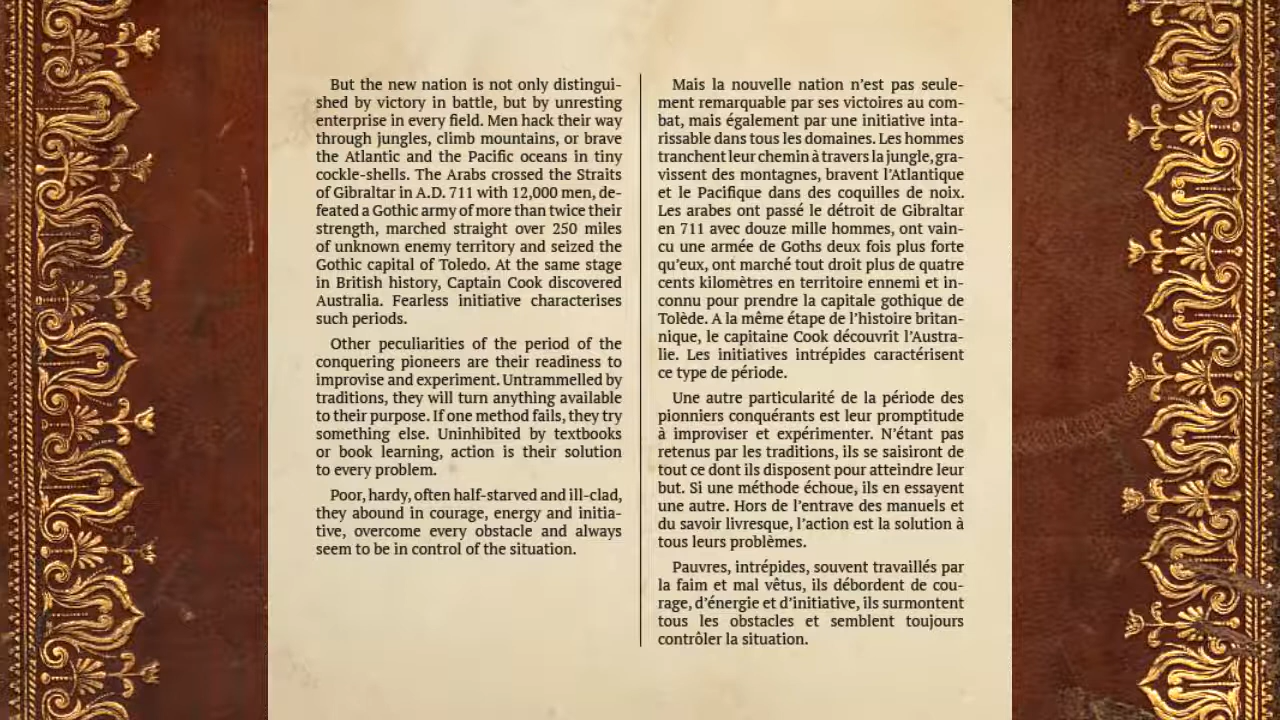 But the new nation is not only distingui-
shed by victory in battle, but by unresting
enterprise in every field. Men hack their way
through jungles, climb mountains, or brave
the Atlantic and the Pacific oceans in tiny
cockle-shells. The Arabs crossed the Straits
of Gibraltar in A.D. 711 with 12,000 men, de-
feated a Gothic army of more than twice their
strength, marched straight over 250 miles
of unknown enemy territory and seized the
Gothic capital of Toledo. At the same stage
in British history, Captain Cook discovered
Australia. Fearless initiative characterises
such periods.
Other peculiarities of the period of the
conquering pioneers are their readiness to
improvise and experiment. Untrammelled by
traditions, they will turn anything available
to their purpose. If one method fails, they try
something else. Uninhibited by textbooks
or book learning, action is their solution
to every problem.
Poor, hardy, often half-starved and ill-clad,
they abound in courage, energy and initia-
tive, overcome every obstacle and always
seem to be in control of the situation.
Mais la nouvelle nation n'est pas seule-
ment remarquable par ses victoires au com-
bat, mais également par une initiative inta-
rissable dans tous les domaines. Les hommes
tranchent leur chemin à travers la jungle, gra-
vissent des montagnes, bravent l'Atlantique
et le Pacifique dans des coquilles de noix.
Les arabes ont passé le détroit de Gibraltar
en 711 avec douze mille hommes, ont vain-
cu une armée de Goths deux fois plus forte
qu'eux, ont marché tout droit plus de quatre
cents kilomètres en territoire ennemi et in-
connu pour prendre la capitale gothique de
Tolède. A la même étape de l'histoire britan-
nique, le capitaine Cook découvrit l'Austra-
lie. Les initiatives intrépides caractérisent
ce type de période.
Une autre particularité de la période des
pionniers conquérants est leur promptitude
à improviser et expérimenter. N'étant pas
retenus par les traditions, ils se saisiront de
tout ce dont ils disposent pour atteindre leur
but. Si une méthode échoue, ils en essayent
une autre. Hors de l'entrave des manuels et
du savoir livresque, l'action est la solution à
tous leurs problèmes.
Pauvres, intrépides, souvent travaillés par
la faim et mal vêtus, ils débordent de cou-
rage, d'énergie et d'initiative, ils surmontent
tous les obstacles et semblent toujours
contrôler la situation.